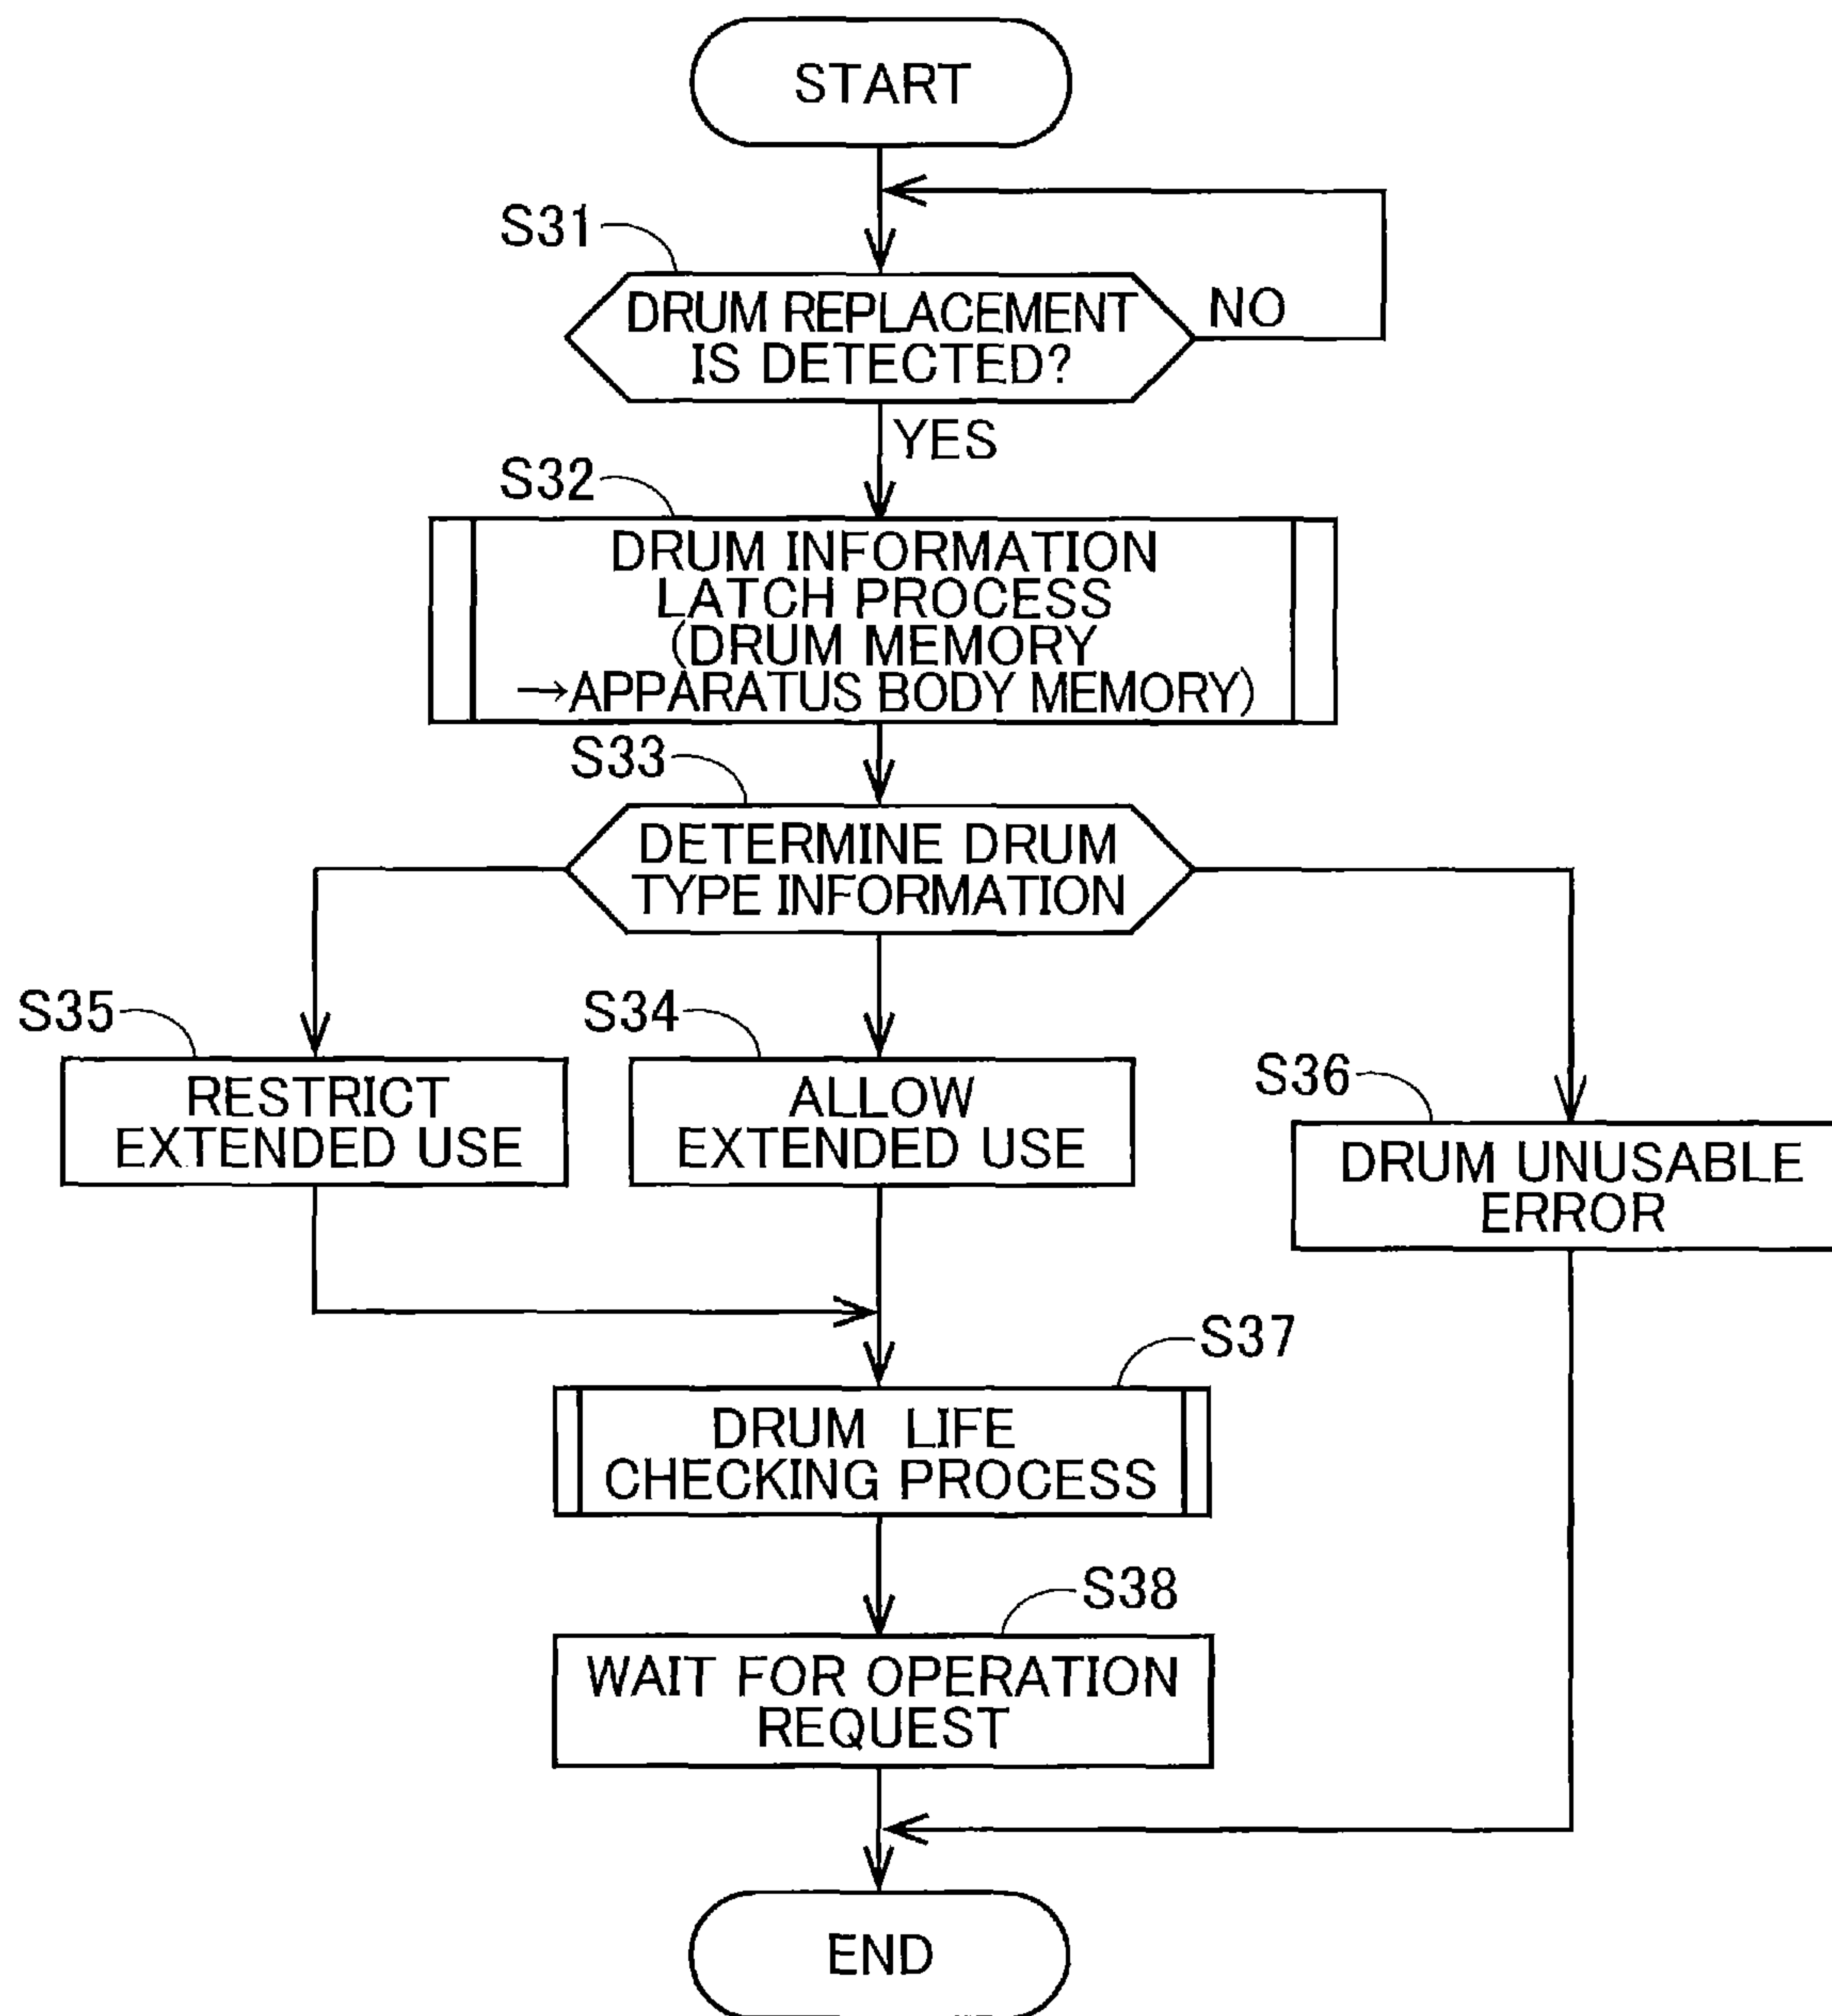 START
S31
DRUM REPLACEMENT
IS DETECTED?
NO
YES
S32
DRUM INFORMATION
LATCH PROCESS
(DRUM MEMORY
→APPARATUS BODY MEMORY)
S33
DETERMINE DRUM
TYPE INFORMATION
S35
RESTRICT
EXTENDED USE
S34
ALLOW
EXTENDED USE
S36
DRUM UNUSABLE
ERROR
S37
DRUM LIFE
CHECKING PROCESS
S38
WAIT FOR OPERATION
REQUEST
END